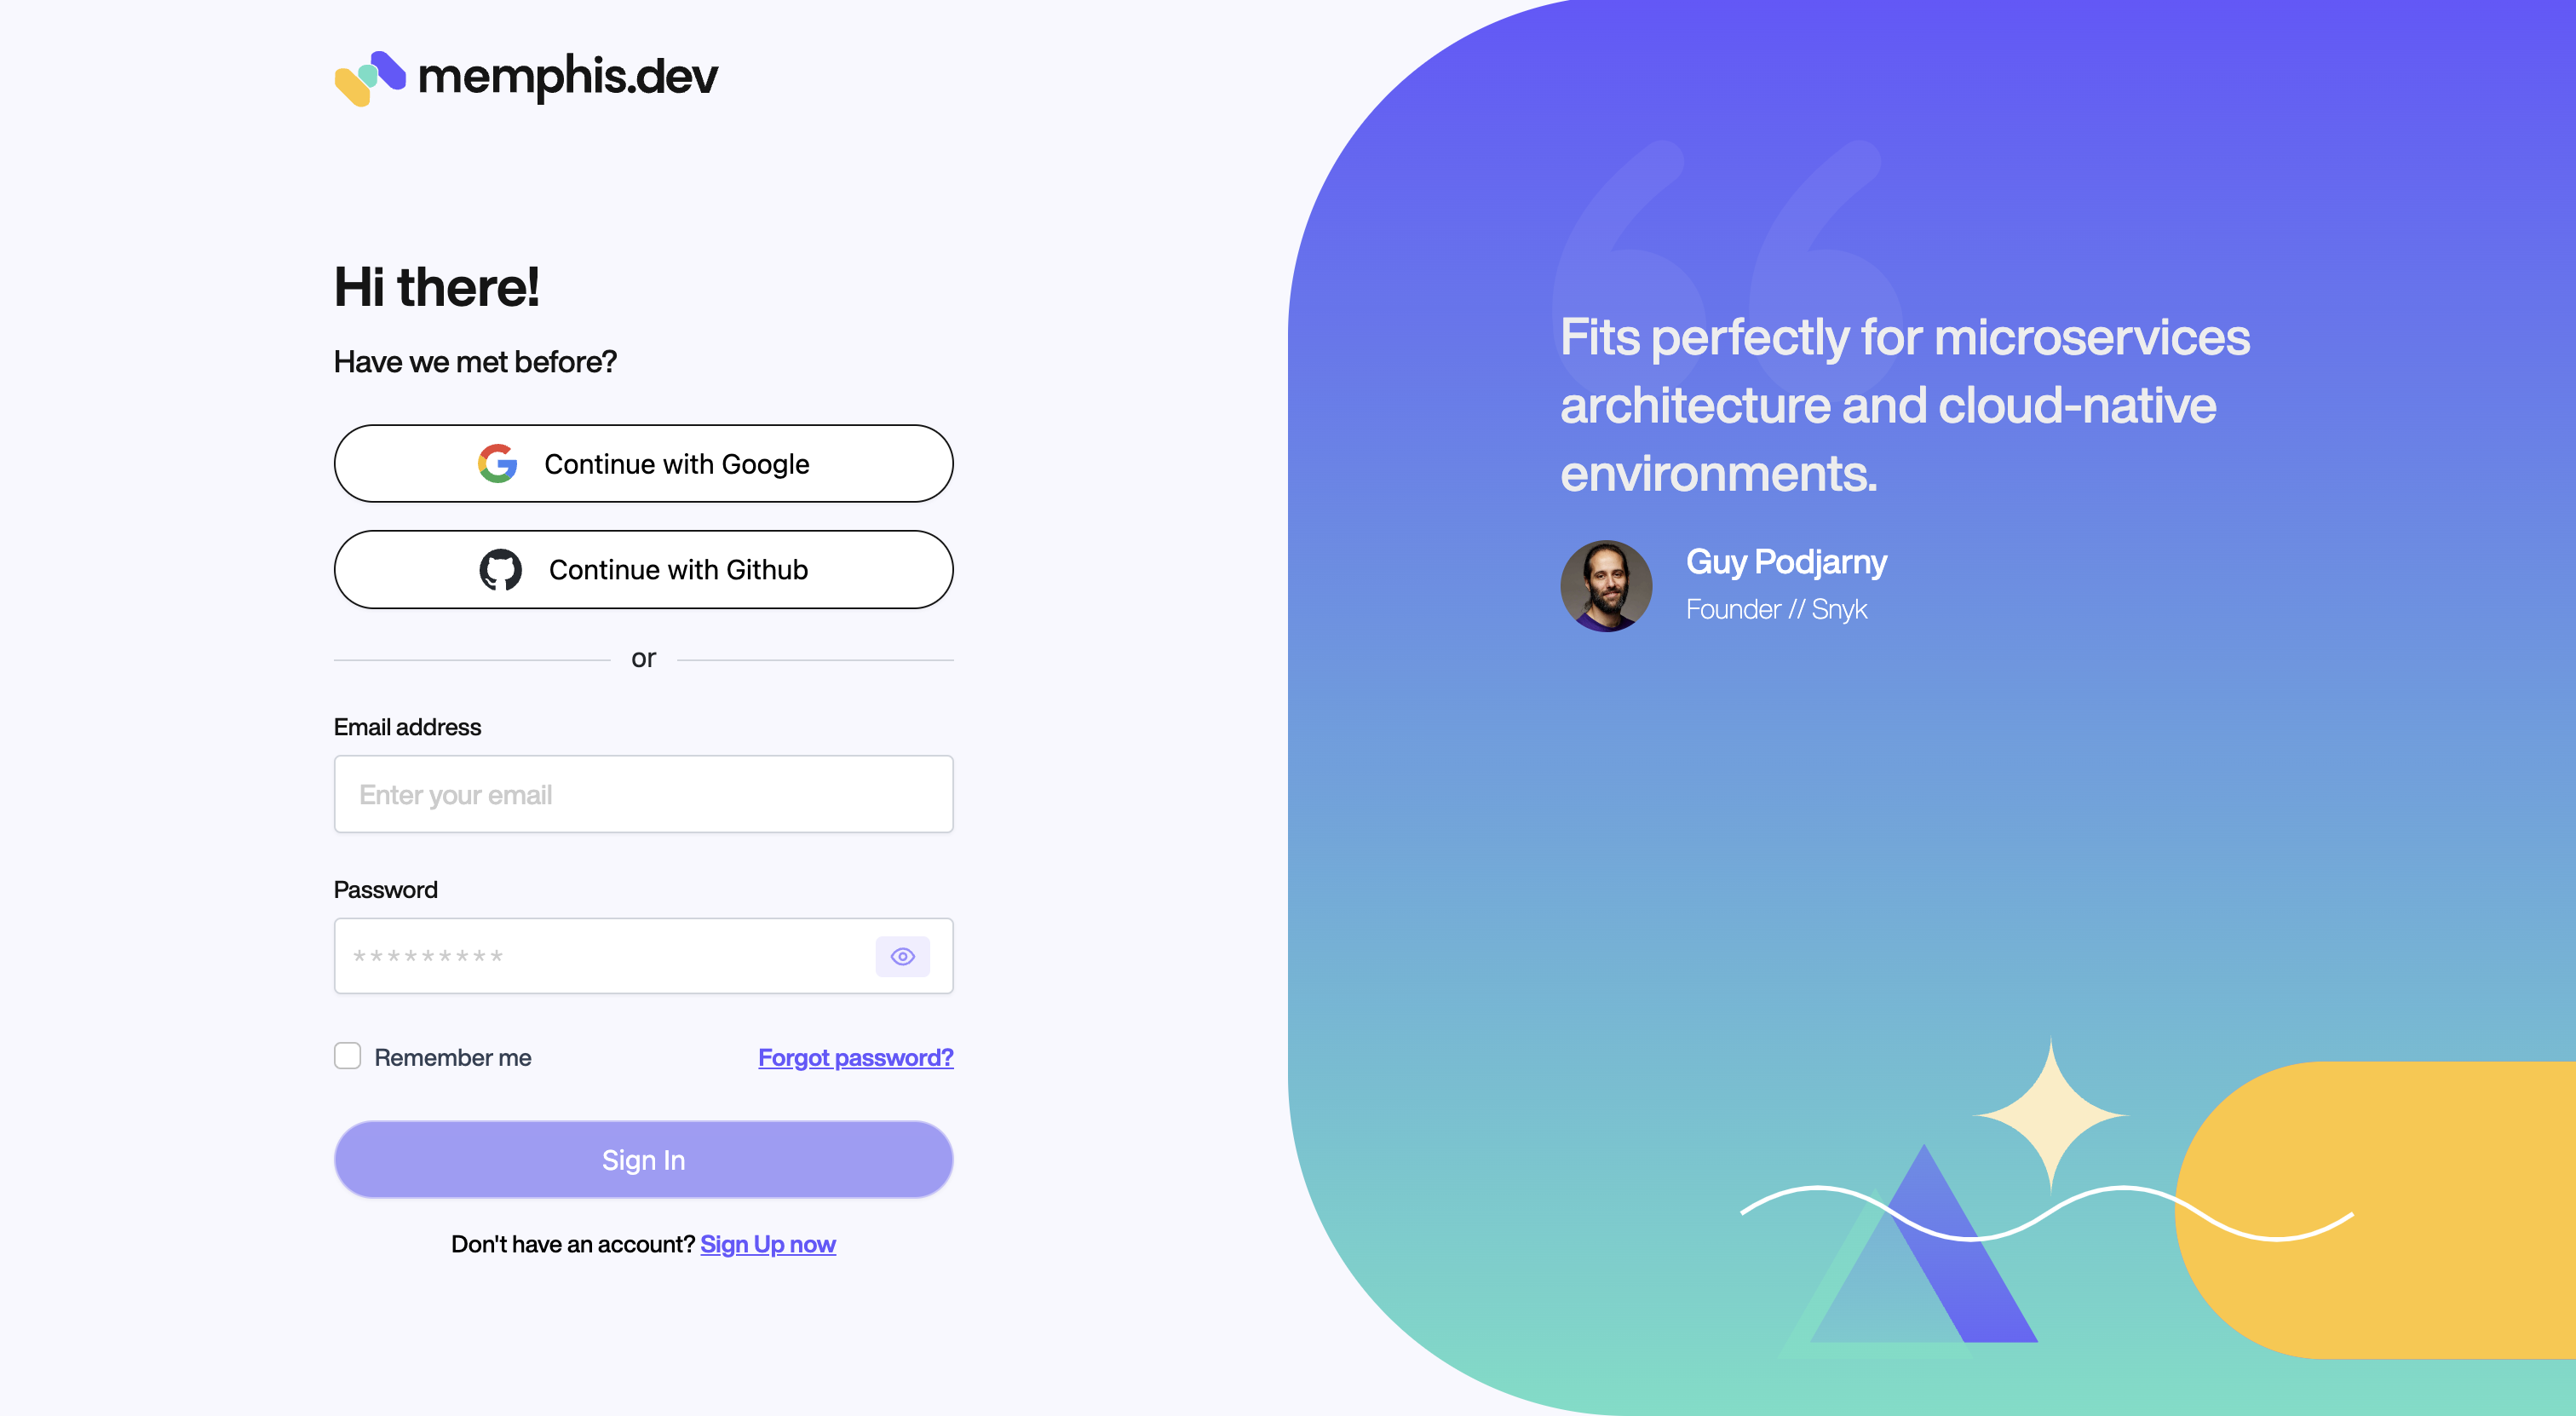 memphis.dev
Hi there!
Have we met before?
Continue with Google
Continue with Github
or
Email address
Enter your email
Password
*********
Remember me
Forgot password?
Sign In
Don't have an account? Sign Up now
Fits perfectly for microservices
architecture and cloud-native
environments.
Guy Podjarny
Founder // Snyk